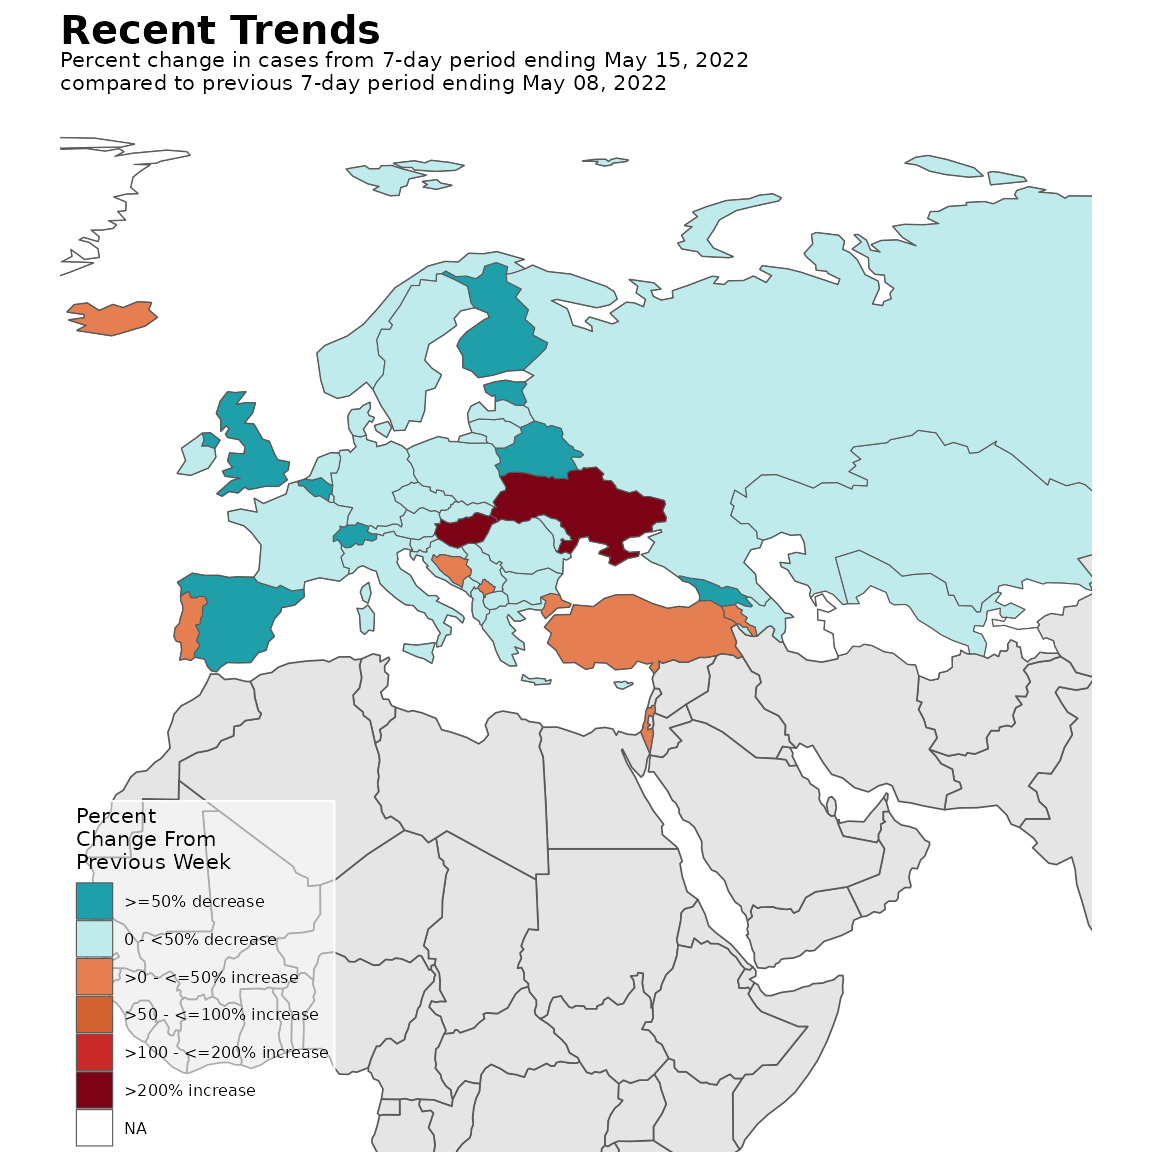 Recent Trends
Percent change in cases from 7-day period ending May 15, 2022
compared to previous 7-day period ending May 08, 2022
Percent
Change From
Previous Week
>=50% decrease
0 - <50% decrease
>0 - <=50% increase
>50 - <=100% increase
>100 - <=200% increase
>200% increase
NA